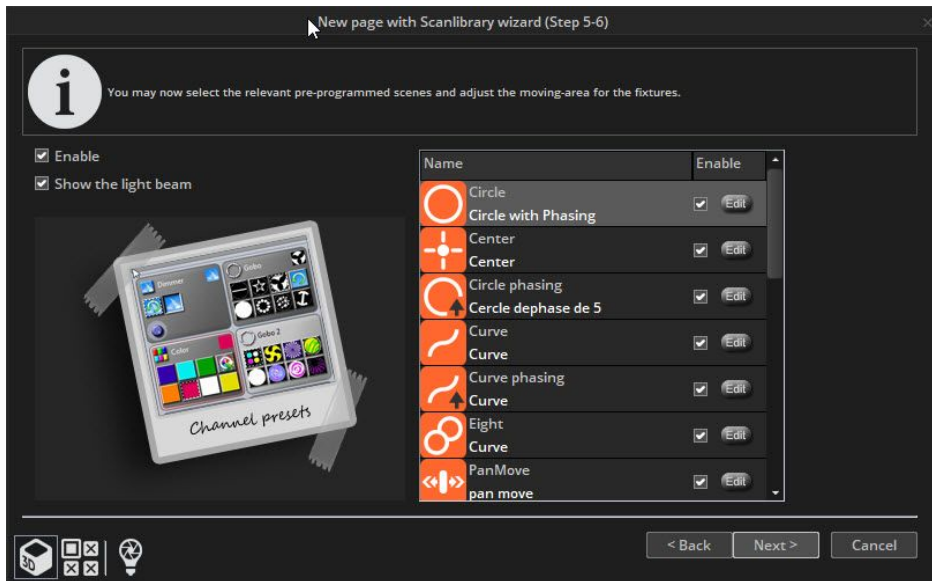 New page with Scanlibrary wizard (Step 5-6)
You may now select the relevant pre-programmed scenes and adjust the moving-area for the fixtures.
Enable
Show the light beam
Dimmer
Gobo
Color
Gobo 2
Channel presets
Name Enable
Circle
Circle with Phasing
Edit
Center
Center
Edit
Circle phasing
Cercle dephase de 5
Edit
Curve
Curve
Edit
Curve phasing
Curve
Edit
Eight
Curve
Edit
PanMove
pan move
Edit
3D
< Back Next > Cancel